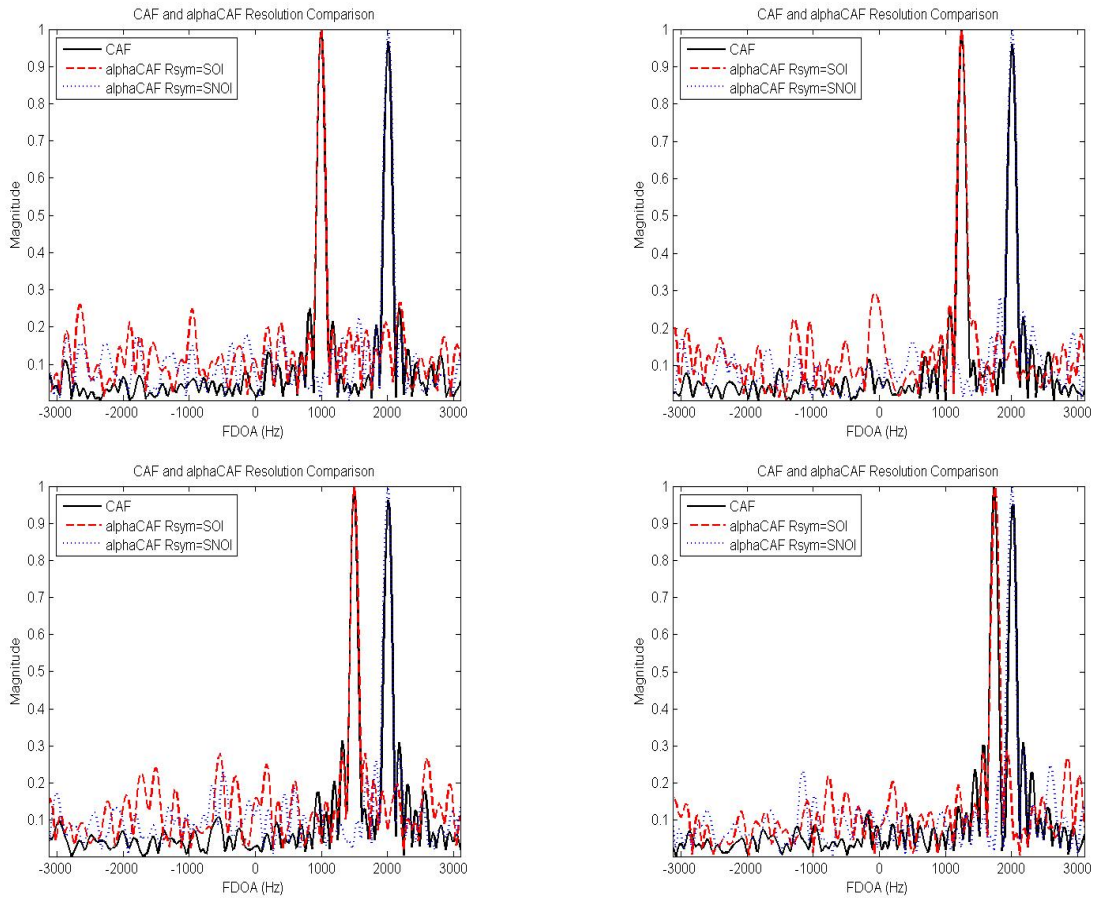 CAF and alphaCAF Resolution Comparison
1
0.9
0.8
0.7
0.6
0.5
0.4
0.3
0.2
0.1
Magnitude
CAF
alphaCAF Rsym=SOI
alphaCAF Rsym=SNOI
-3000 -2000 -1000 0 1000 2000 3000
FDOA (Hz)
CAF and alphaCAF Resolution Comparison
1
0.9
0.8
0.7
0.6
0.5
0.4
0.3
0.2
0.1
Magnitude
CAF
alphaCAF Rsym=SOI
alphaCAF Rsym=SNOI
-3000 -2000 -1000 0 1000 2000 3000
FDOA (Hz)
CAF and alphaCAF Resolution Comparison
1
0.9
0.8
0.7
0.6
0.5
0.4
0.3
0.2
0.1
Magnitude
CAF
alphaCAF Rsym=SOI
alphaCAF Rsym=SNOI
-3000 -2000 -1000 0 1000 2000 3000
FDOA (Hz)
CAF and alphaCAF Resolution Comparison
1
0.9
0.8
0.7
0.6
0.5
0.4
0.3
0.2
0.1
Magnitude
CAF
alphaCAF Rsym=SOI
alphaCAF Rsym=SNOI
-3000 -2000 -1000 0 1000 2000 3000
FDOA (Hz)